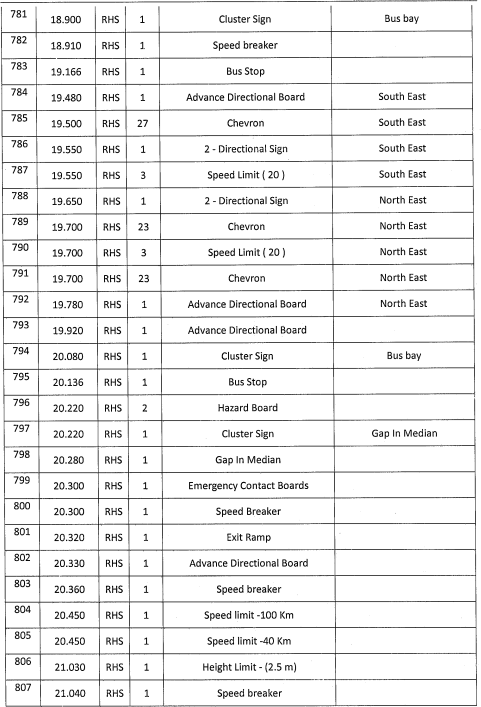 781 18.900 RHS 1 Cluster Sign Bus bay
782 18.910 RHS 1 Speed breaker
783 19.166 RHS 1 Bus Stop
784 19.480 RHS 1 Advance Directional Board South East
785 19.500 RHS 27 Chevron South East
786 19.550 RHS 1 2 - Directional Sign South East
787 19.550 RHS 3 Speed Limit ( 20 ) South East
788 19.650 RHS 1 2 - Directional Sign North East
789 19.700 RHS 23 Chevron North East
790 19.700 RHS 3 Speed Limit ( 20 ) North East
791 19.700 RHS 23 Chevron North East
792 19.780 RHS 1 Advance Directional Board North East
793 19.920 RHS 1 Advance Directional Board
794 20.080 RHS 1 Cluster Sign Bus bay
795 20.136 RHS 1 Bus Stop
796 20.220 RHS 2 Hazard Board
797 20.220 RHS 1 Cluster Sign Gap In Median
798 20.280 RHS 1 Gap In Median
799 20.300 RHS 1 Emergency Contact Boards
800 20.300 RHS 1 Speed Breaker
801 20.320 RHS 1 Exit Ramp
802 20.330 RHS 1 Advance Directional Board
803 20.360 RHS 1 Speed breaker
804 20.450 RHS 1 Speed limit -100 Km
805 20.450 RHS 1 Speed limit -40 Km
806 21.030 RHS 1 Height Limit - (2.5 m)
807 21.040 RHS 1 Speed breaker